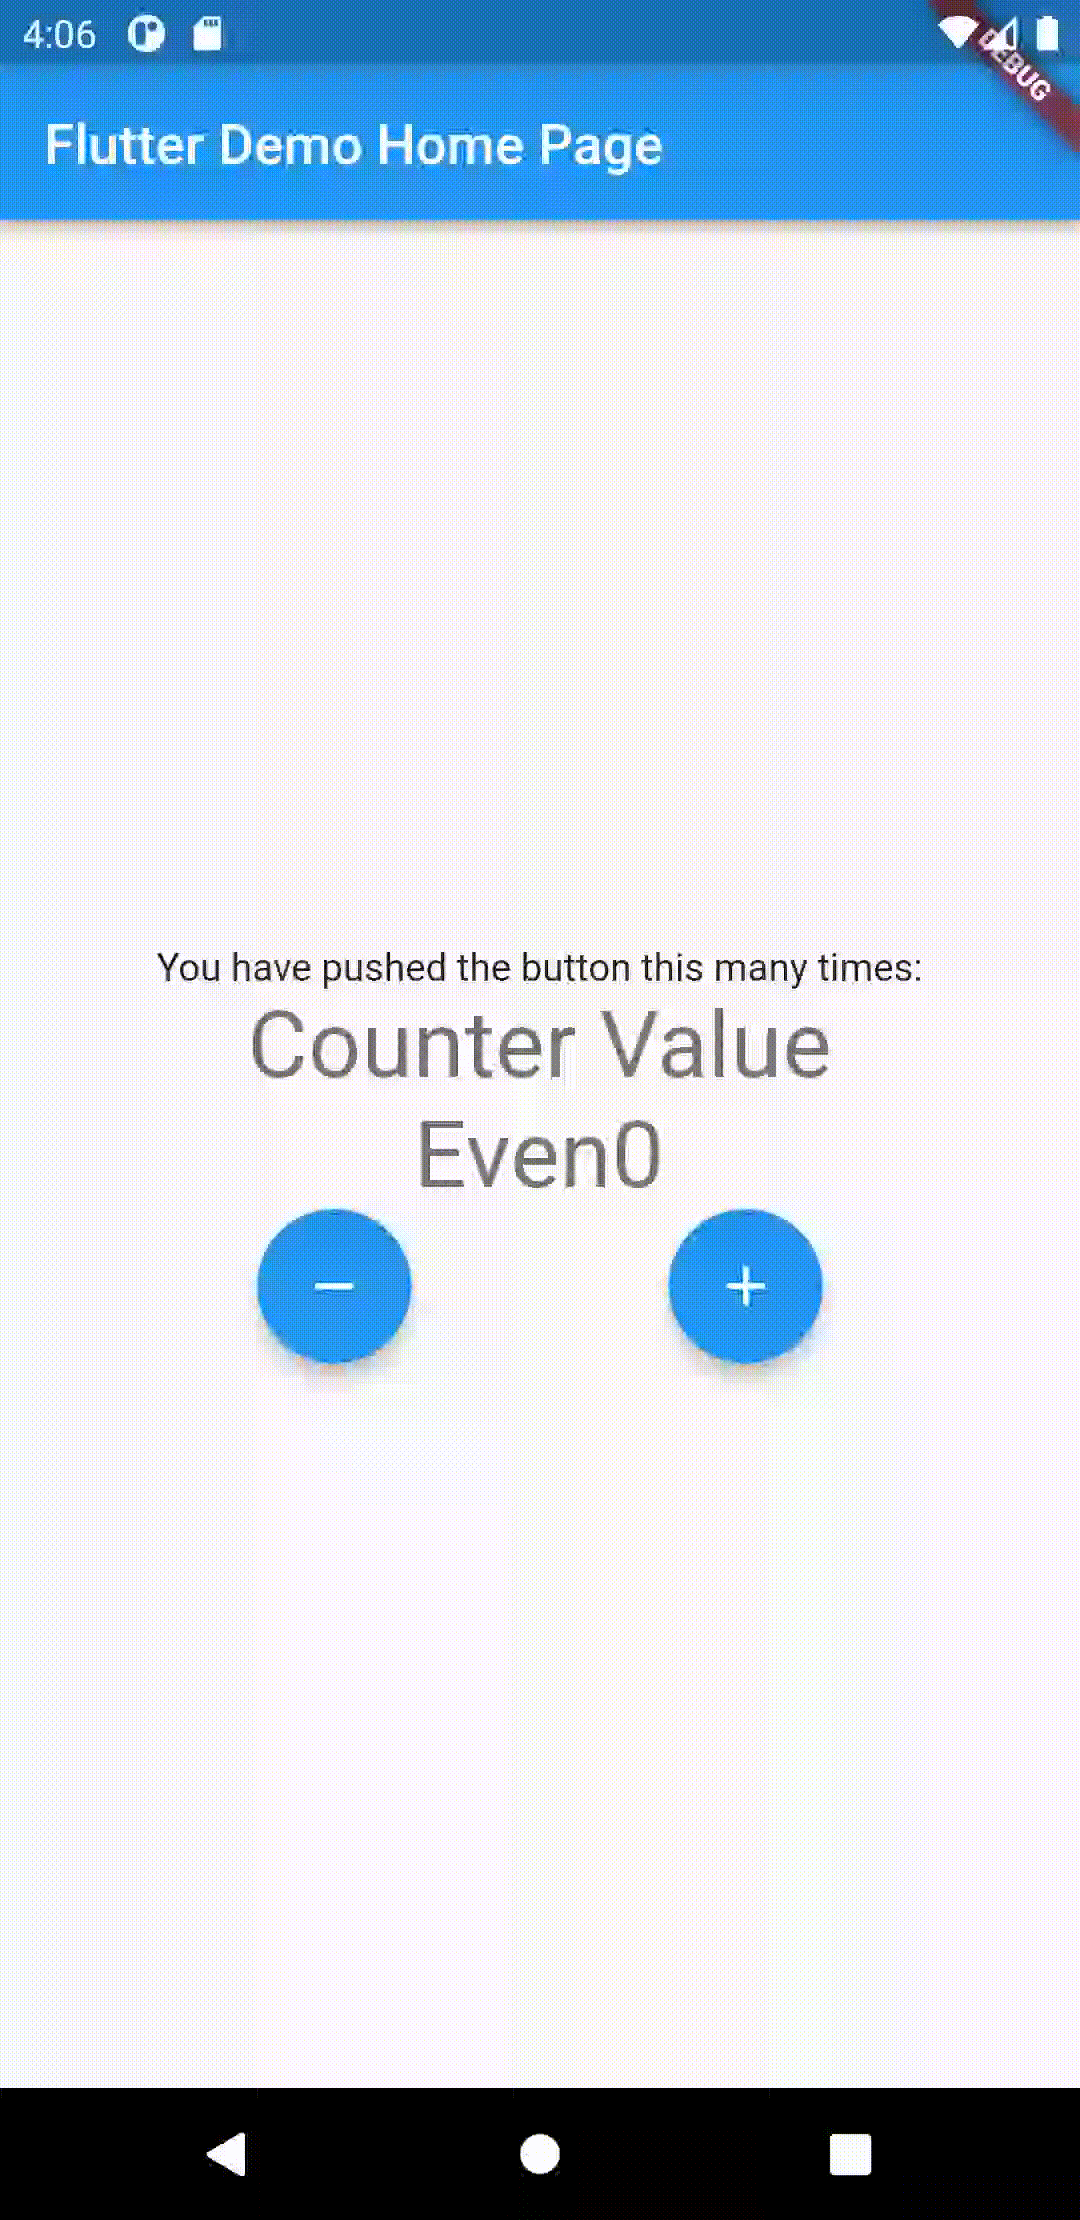 4:06
DEBUG
Flutter Demo Home Page
You have pushed the button this many times:
Counter Value
Even0